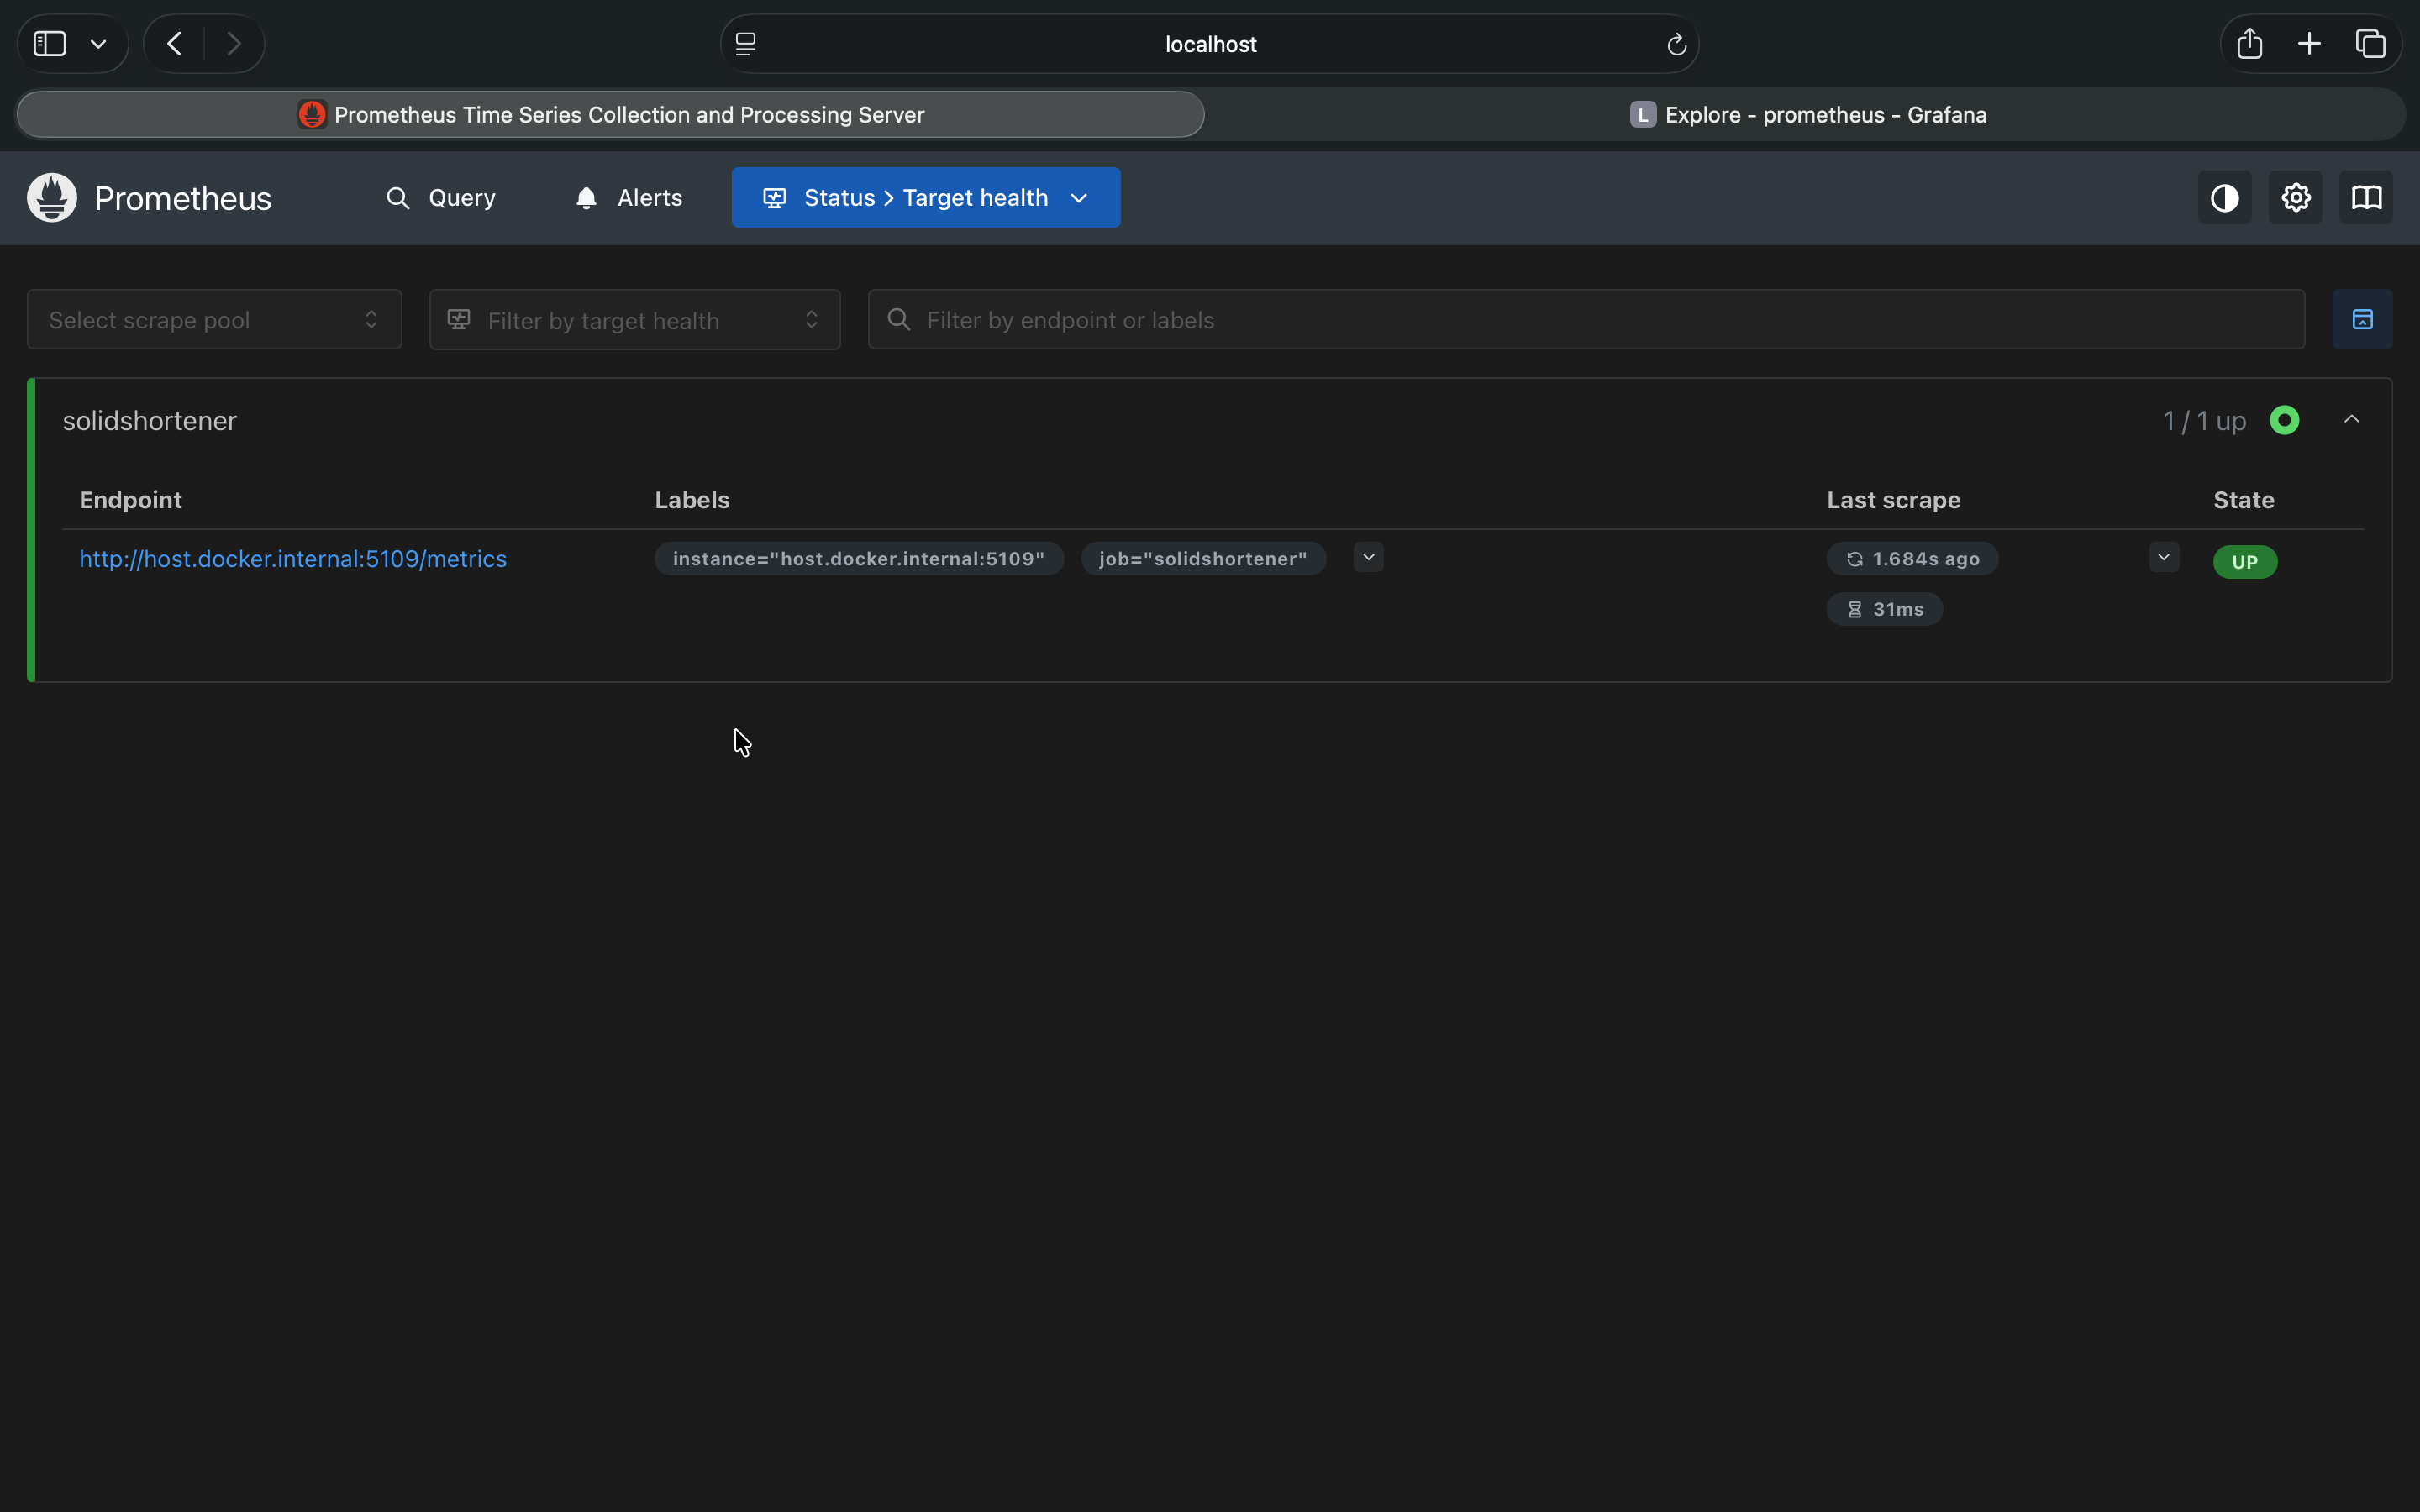 localhost
Prometheus Time Series Collection and Processing Server
L Explore - prometheus - Grafana
Prometheus Query Alerts Status > Target health
Select scrape pool Filter by target health Filter by endpoint or labels
solidshortener 1 / 1 up
Endpoint Labels Last scrape State
http://host.docker.internal:5109/metrics instance="host.docker.internal:5109" job="solidshortener" 1.684s ago UP
31ms